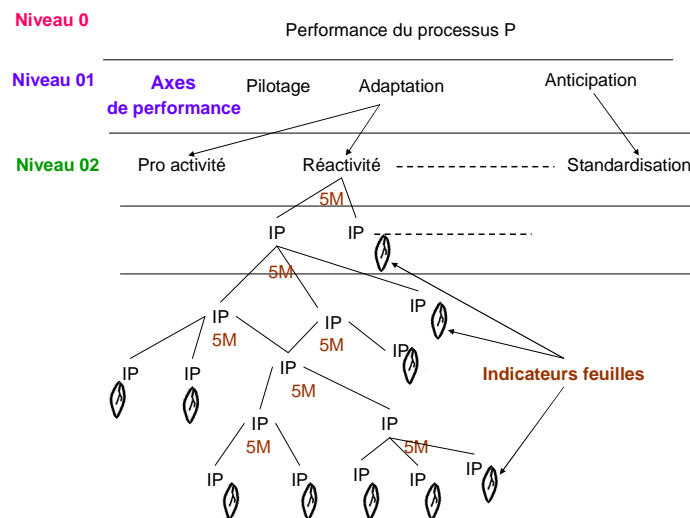 Niveau 0
Performance du processus P
Niveau 01
Axes
de performance
Pilotage
Adaptation
Anticipation
Niveau 02
Pro activité
Réactivité
Standardisation
5M
IP
IP
5M
IP
IP
IP
5M
5M
IP
IP
IP
IP
Indicateurs feuilles
5M
IP
IP
5M
5M
IP
IP
IP
IP
IP